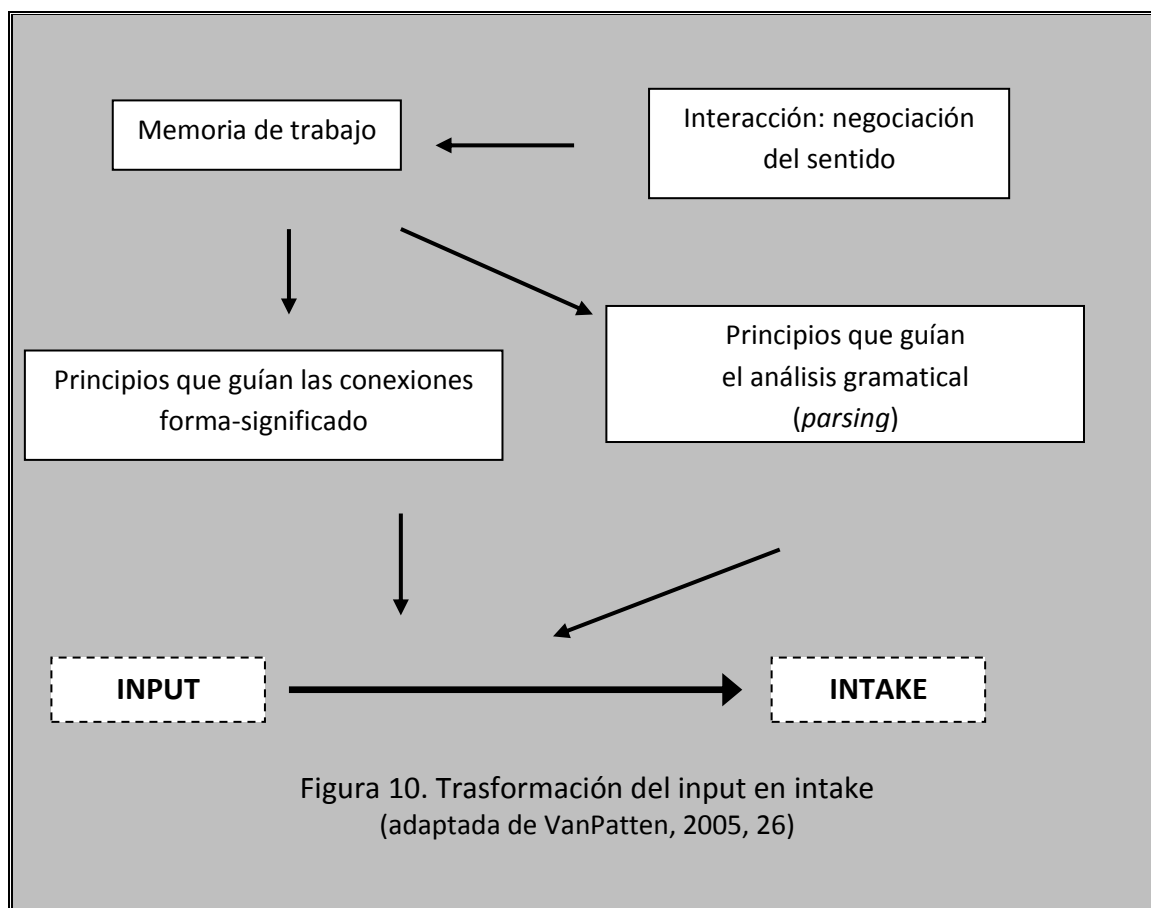 Memoria de trabajo
Interacción: negociación
del sentido
Principios que guían las conexiones
forma-significado
Principios que guían
el análisis gramatical
(parsing)
INPUT
INTAKE
Figura 10. Trasformación del input en intake
(adaptada de VanPatten, 2005, 26)